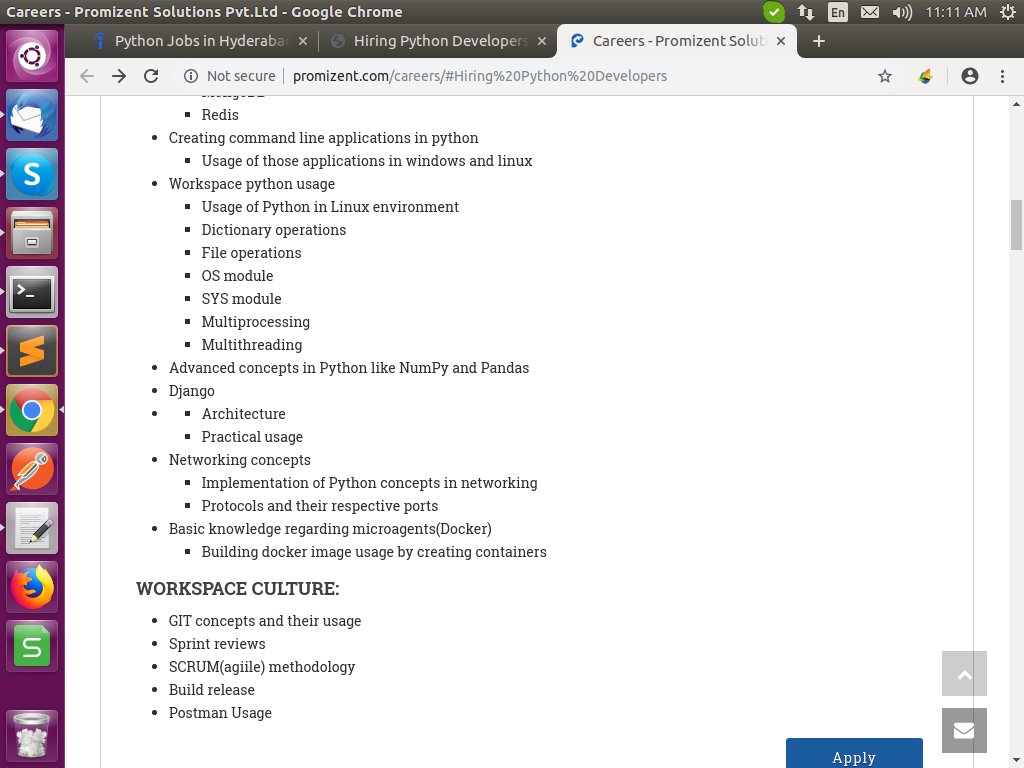 Careers - Promizent Solutions Pvt.Ltd - Google Chrome
En
11:11 AM
Python Jobs in Hyderabad
Hiring Python Developers
Careers - Promizent Soluti
Not secure
promizent.com/careers/#Hiring%20Python%20Developers
MongoDB
Redis
Creating command line applications in python
Usage of those applications in windows and linux
Workspace python usage
Usage of Python in Linux environment
Dictionary operations
File operations
OS module
SYS module
Multiprocessing
Multithreading
Advanced concepts in Python like NumPy and Pandas
Django
Architecture
Practical usage
Networking concepts
Implementation of Python concepts in networking
Protocols and their respective ports
Basic knowledge regarding microagents(Docker)
Building docker image usage by creating containers
WORKSPACE CULTURE:
GIT concepts and their usage
Sprint reviews
SCRUM(agiile) methodology
Build release
Postman Usage
Apply